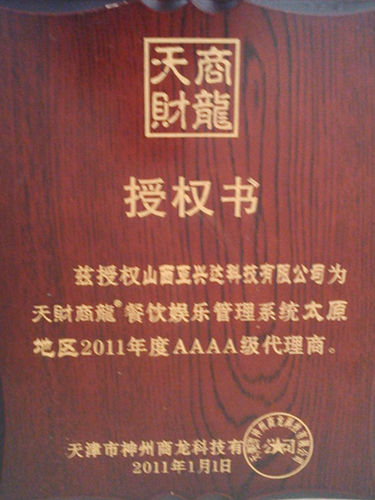 天商
財龍
授权书
兹授权山西亚兴达科技有限公司为
天財商龍®餐饮娱乐管理系统太原
地区2011年度AAAA级代理商。
天津市神州商龙科技有限公司
2011年1月1日